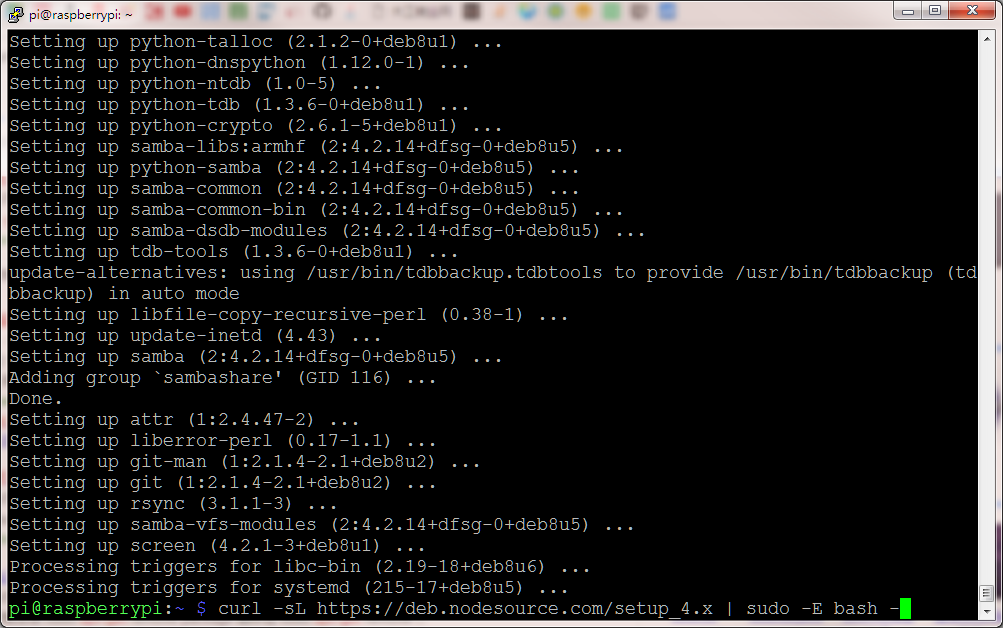 pi@raspberrypi: ~
Setting up python-talloc (2.1.2-0+deb8u1) ...
Setting up python-dnspython (1.12.0-1) ...
Setting up python-ntdb (1.0-5) ...
Setting up python-tdb (1.3.6-0+deb8u1) ...
Setting up python-crypto (2.6.1-5+deb8u1) ...
Setting up samba-libs:armhf (2:4.2.14+dfsg-0+deb8u5) ...
Setting up python-samba (2:4.2.14+dfsg-0+deb8u5) ...
Setting up samba-common (2:4.2.14+dfsg-0+deb8u5) ...
Setting up samba-common-bin (2:4.2.14+dfsg-0+deb8u5) ...
Setting up samba-dsdb-modules (2:4.2.14+dfsg-0+deb8u5) ...
Setting up tdb-tools (1.3.6-0+deb8u1) ...
update-alternatives: using /usr/bin/tdbbackup.tdbtools to provide /usr/bin/tdbbackup (td
bbackup) in auto mode
Setting up libfile-copy-recursive-perl (0.38-1) ...
Setting up update-inetd (4.43) ...
Setting up samba (2:4.2.14+dfsg-0+deb8u5) ...
Adding group `sambashare' (GID 116) ...
Done.
Setting up attr (1:2.4.47-2) ...
Setting up liberror-perl (0.17-1.1) ...
Setting up git-man (1:2.1.4-2.1+deb8u2) ...
Setting up git (1:2.1.4-2.1+deb8u2) ...
Setting up rsync (3.1.1-3) ...
Setting up samba-vfs-modules (2:4.2.14+dfsg-0+deb8u5) ...
Setting up screen (4.2.1-3+deb8u1) ...
Processing triggers for libc-bin (2.19-18+deb8u6) ...
Processing triggers for systemd (215-17+deb8u5) ...
pi@raspberrypi:~ $ curl -sL https://deb.nodesource.com/setup_4.x | sudo -E bash -